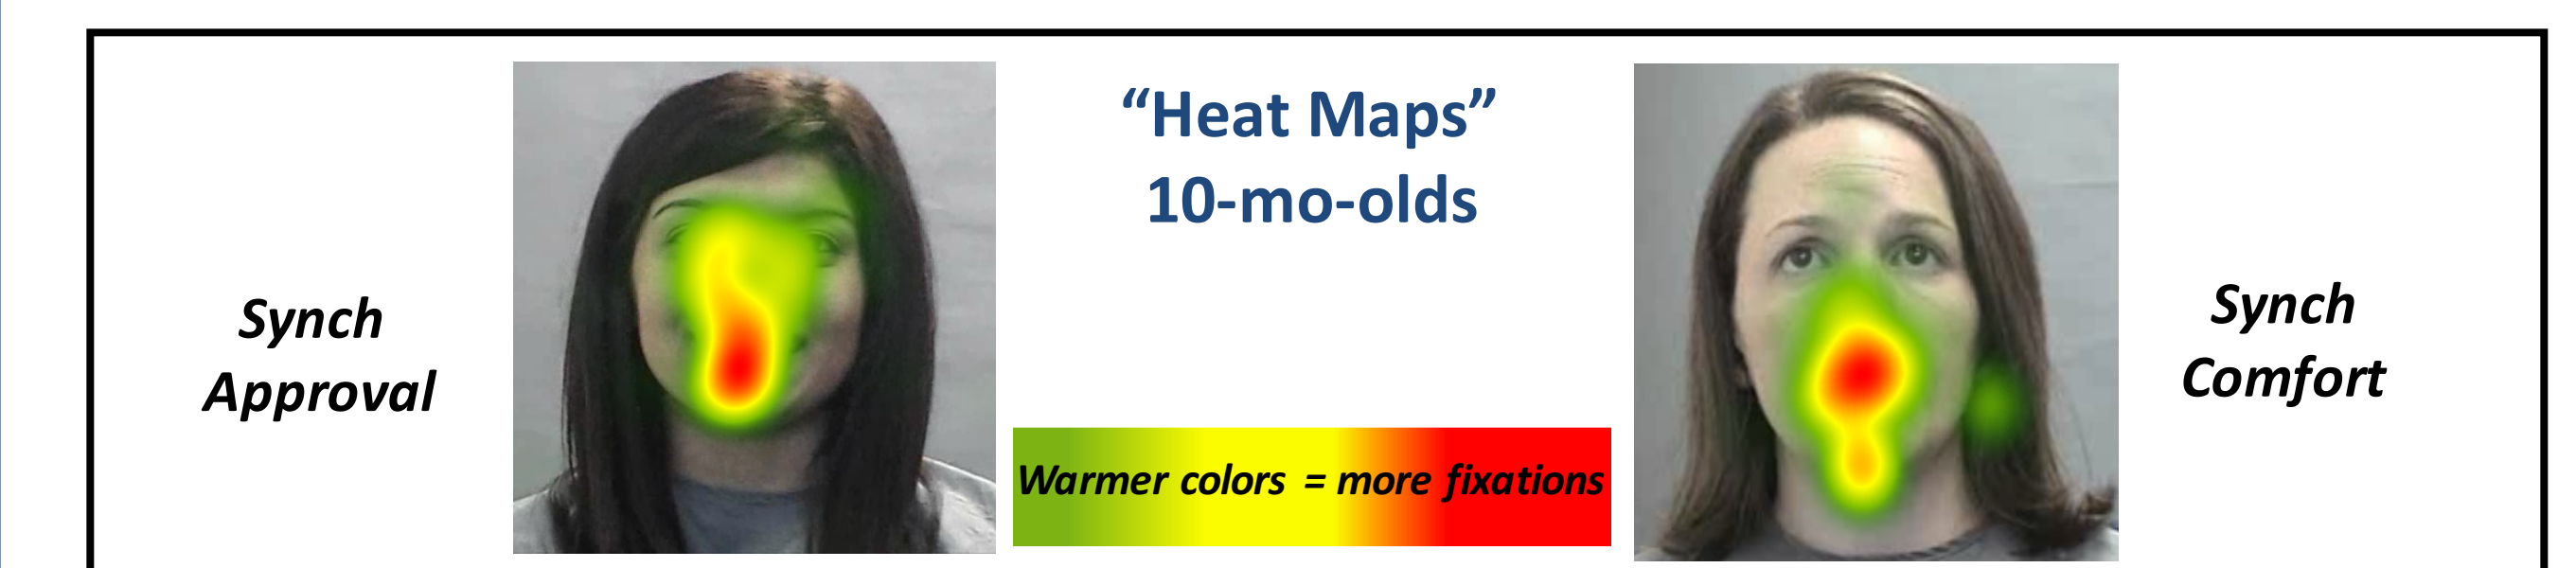 “Heat Maps”
10-mo-olds
Synch
Approval
Synch
Comfort
Warmer colors = more fixations